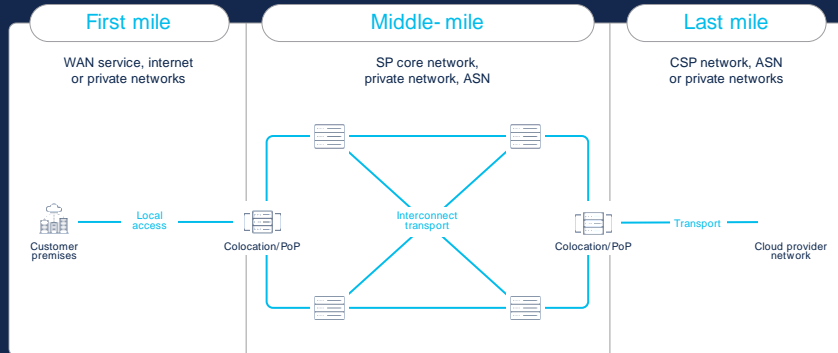 First mile
Middle- mile
Last mile
WAN service, internet
or private networks
SP core network,
private network, ASN
CSP network, ASN
or private networks
Local
access
Interconnect
transport
Transport
Customer
premises
Colocation/PoP
Colocation/PoP
Cloud provider
network